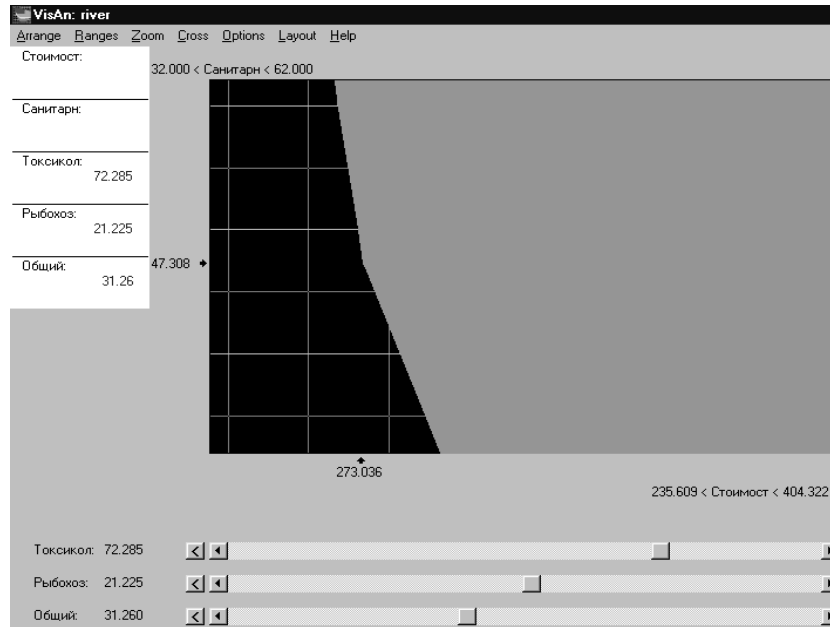 VisAn: river
Arrange Ranges Zoom Cross Options Layout Help
Стоимост:
32.000 < Санитарн < 62.000
Санитарн:
Токсикол:
72.285
Рыбохоз:
21.225
Общий:
31.26
47.308
273.036
235.609 < Стоимост < 404.322
Токсикол: 72.285
Рыбохоз: 21.225
Общий: 31.260